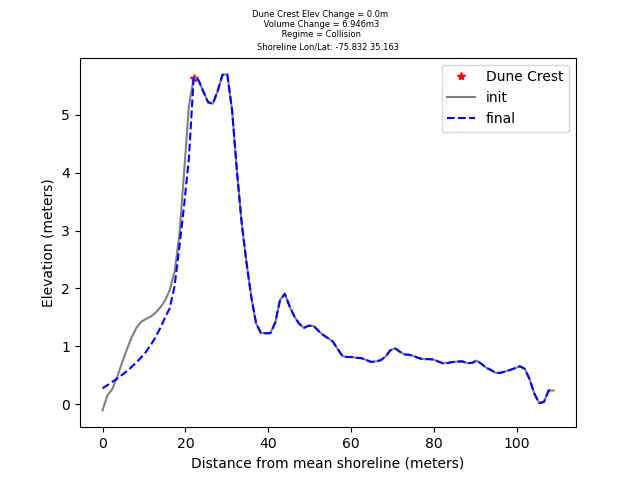 Dune Crest Elev Change = 0.0m
Volume Change = 6.946m3
Regime = Collision
Shoreline Lon/Lat: -75.832 35.163
Dune Crest
init
final
Elevation (meters)
5
4
3
2
1
0
0 20 40 60 80 100
Distance from mean shoreline (meters)